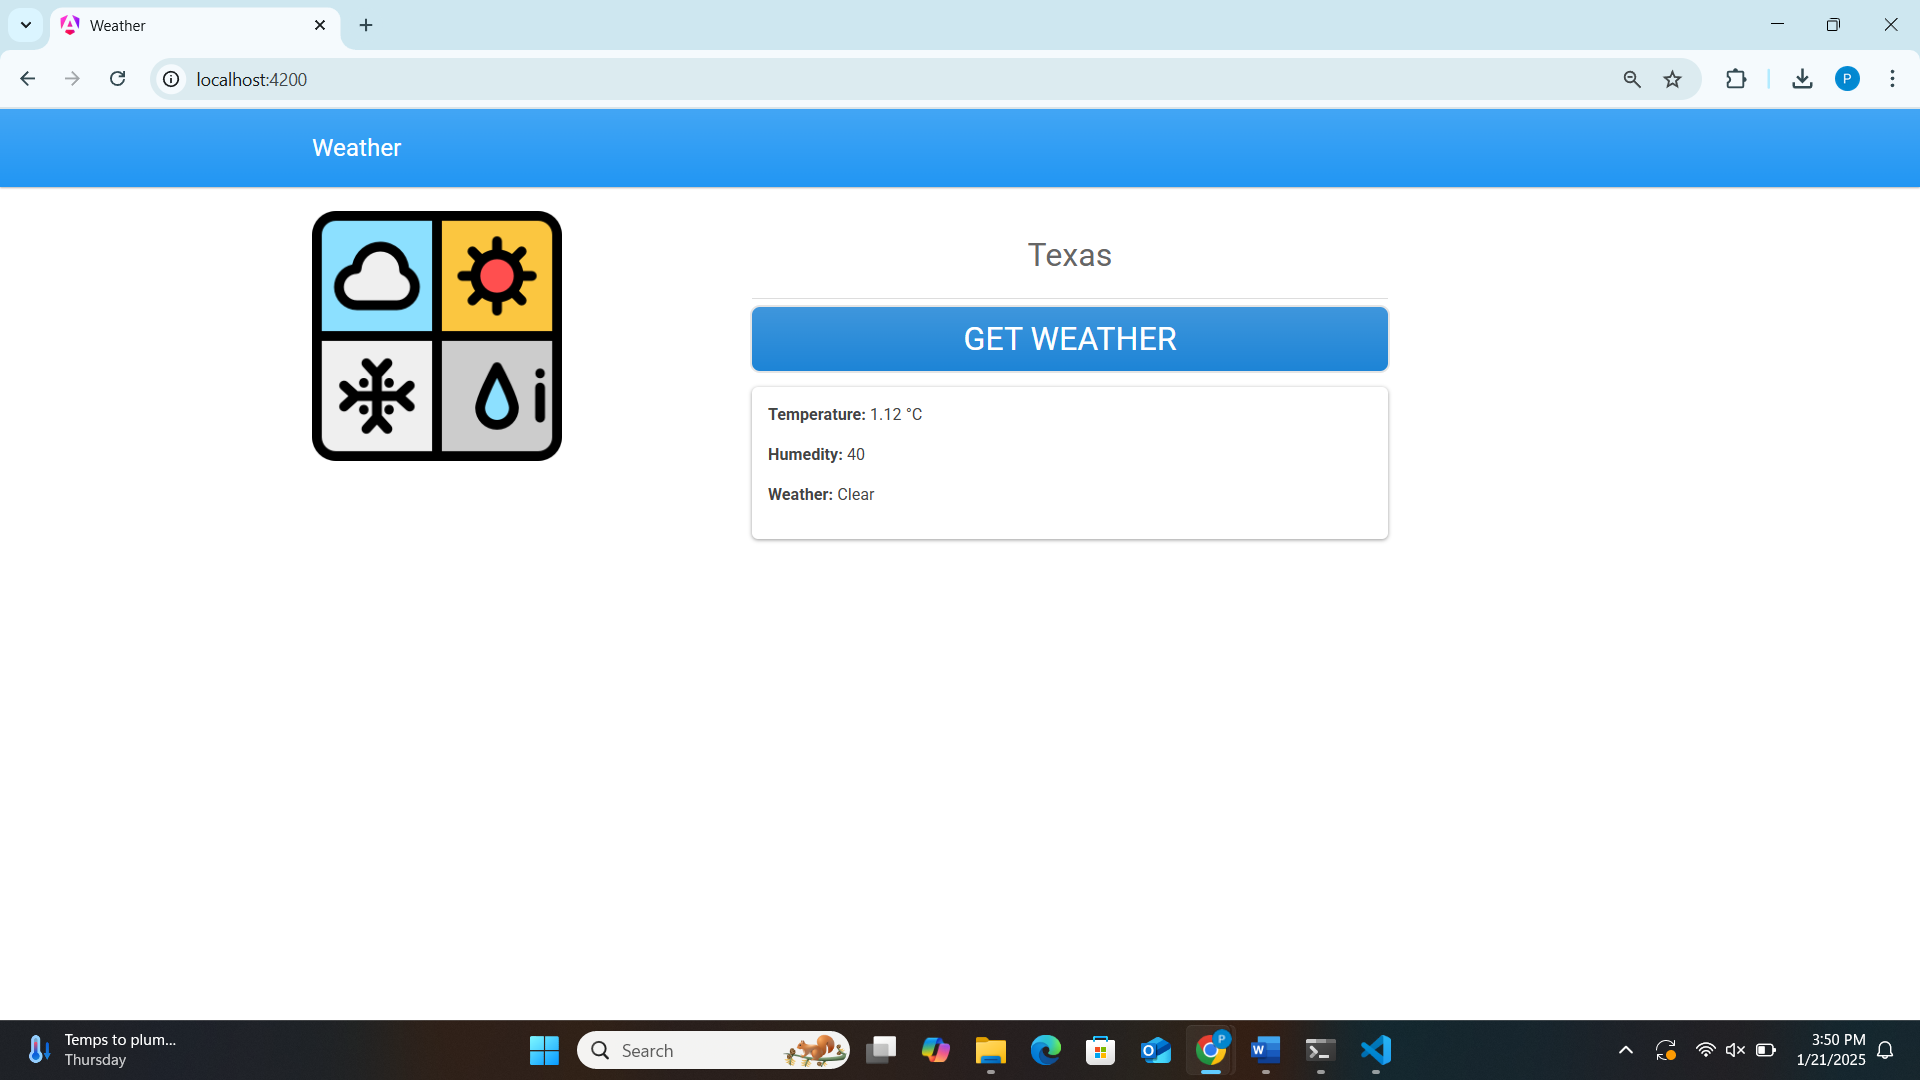 Weather
localhost:4200
P
Weather
Texas
GET WEATHER
Temperature: 1.12 °C
Humedity: 40
Weather: Clear
i
Temps to plum...
Thursday
Search
P
3:50 PM
1/21/2025